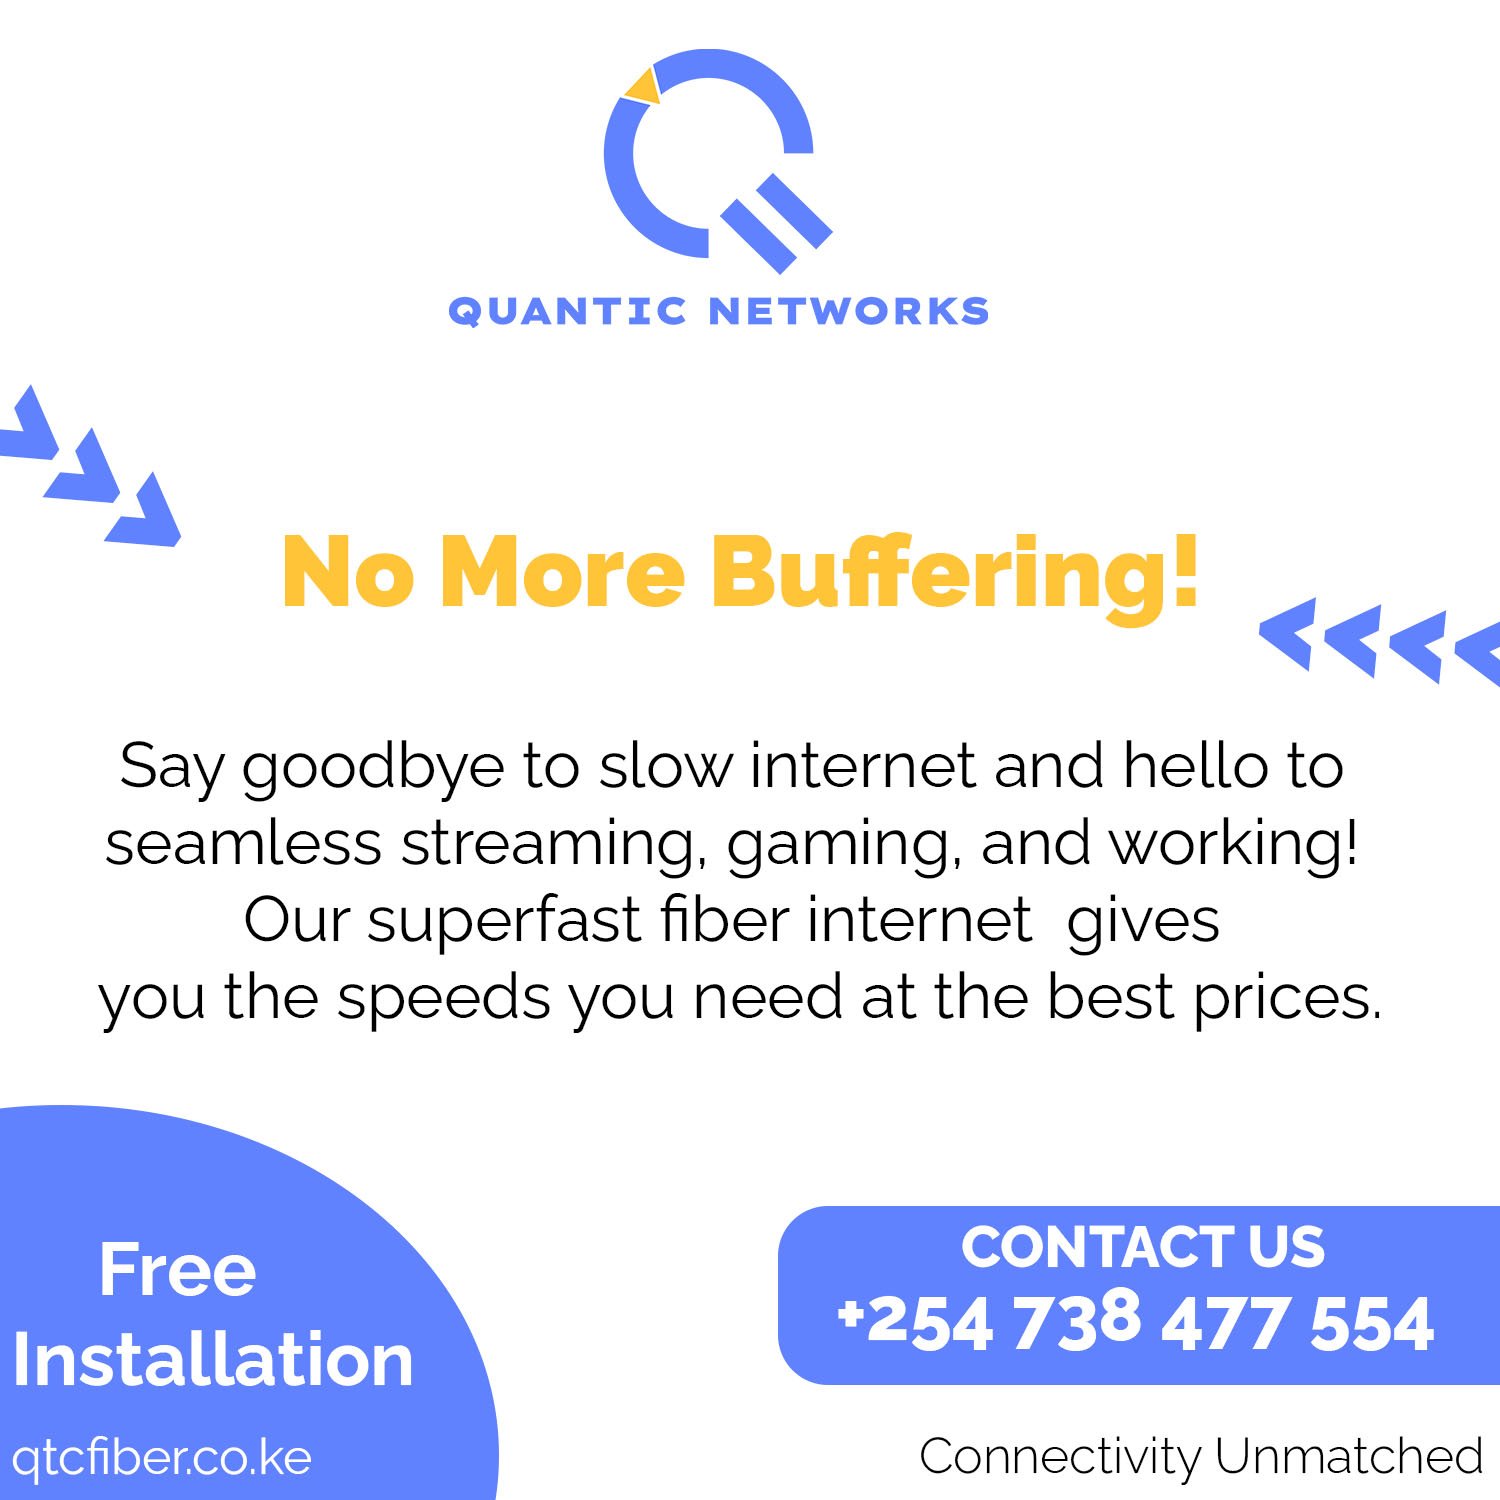 QUANTIC NETWORKS
No More Buffering!
Say goodbye to slow internet and hello to
seamless streaming, gaming, and working!
Our superfast fiber internet  gives
you the speeds you need at the best prices.
Free
Installation
qtcfiber.co.ke
CONTACT US
+254 738 477 554
Connectivity Unmatched